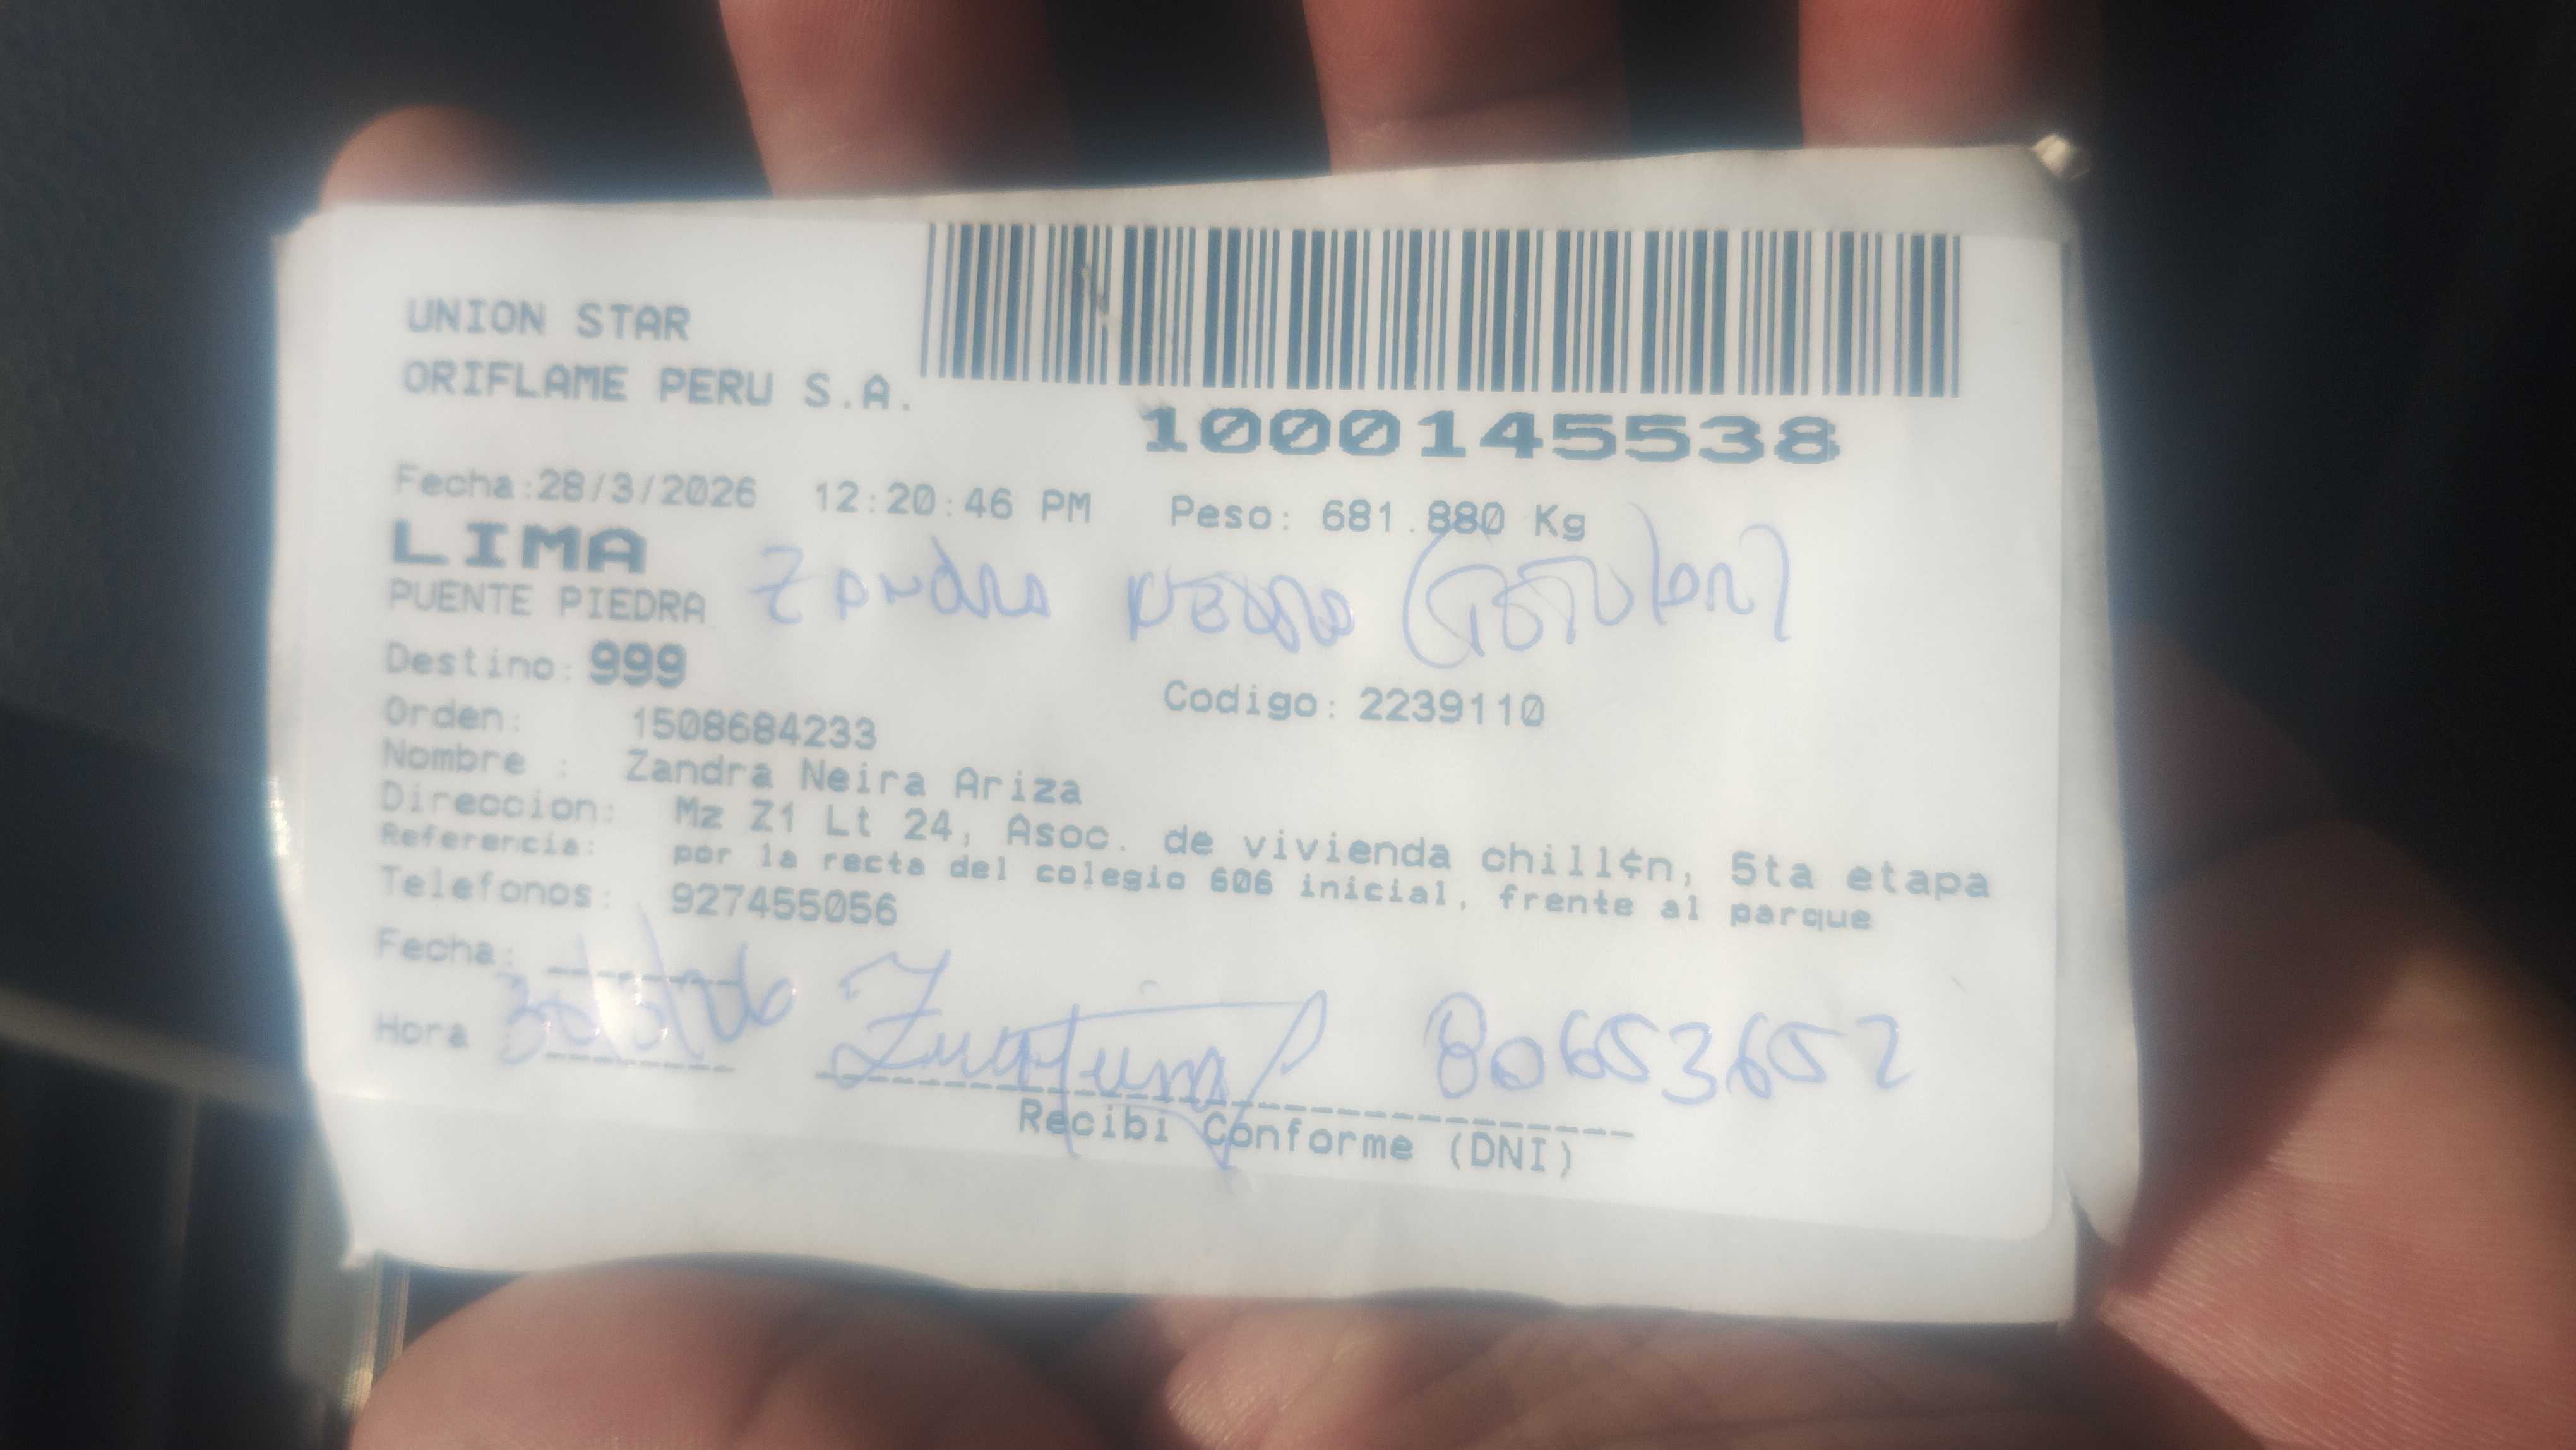 UNION STAR
ORIFLAME PERU S.A.
1000145538
Fecha:28/3/2026 12:20:46 PM Peso: 681.880 Kg
LIMA
PUENTE PIEDRA Zandra Neira (Titular)
Destino: 999
Codigo: 2239110
Orden: 1508684233
Nombre : Zandra Neira Ariza
Direccion: Mz Z1 Lt 24, Asoc. de vivienda chill¢n, 5ta etapa
Referencia: por la recta del colegio 606 inicial, frente al parque
Telefonos: 927455056
Fecha:
Hora
80653652
Recibi Conforme (DNI)